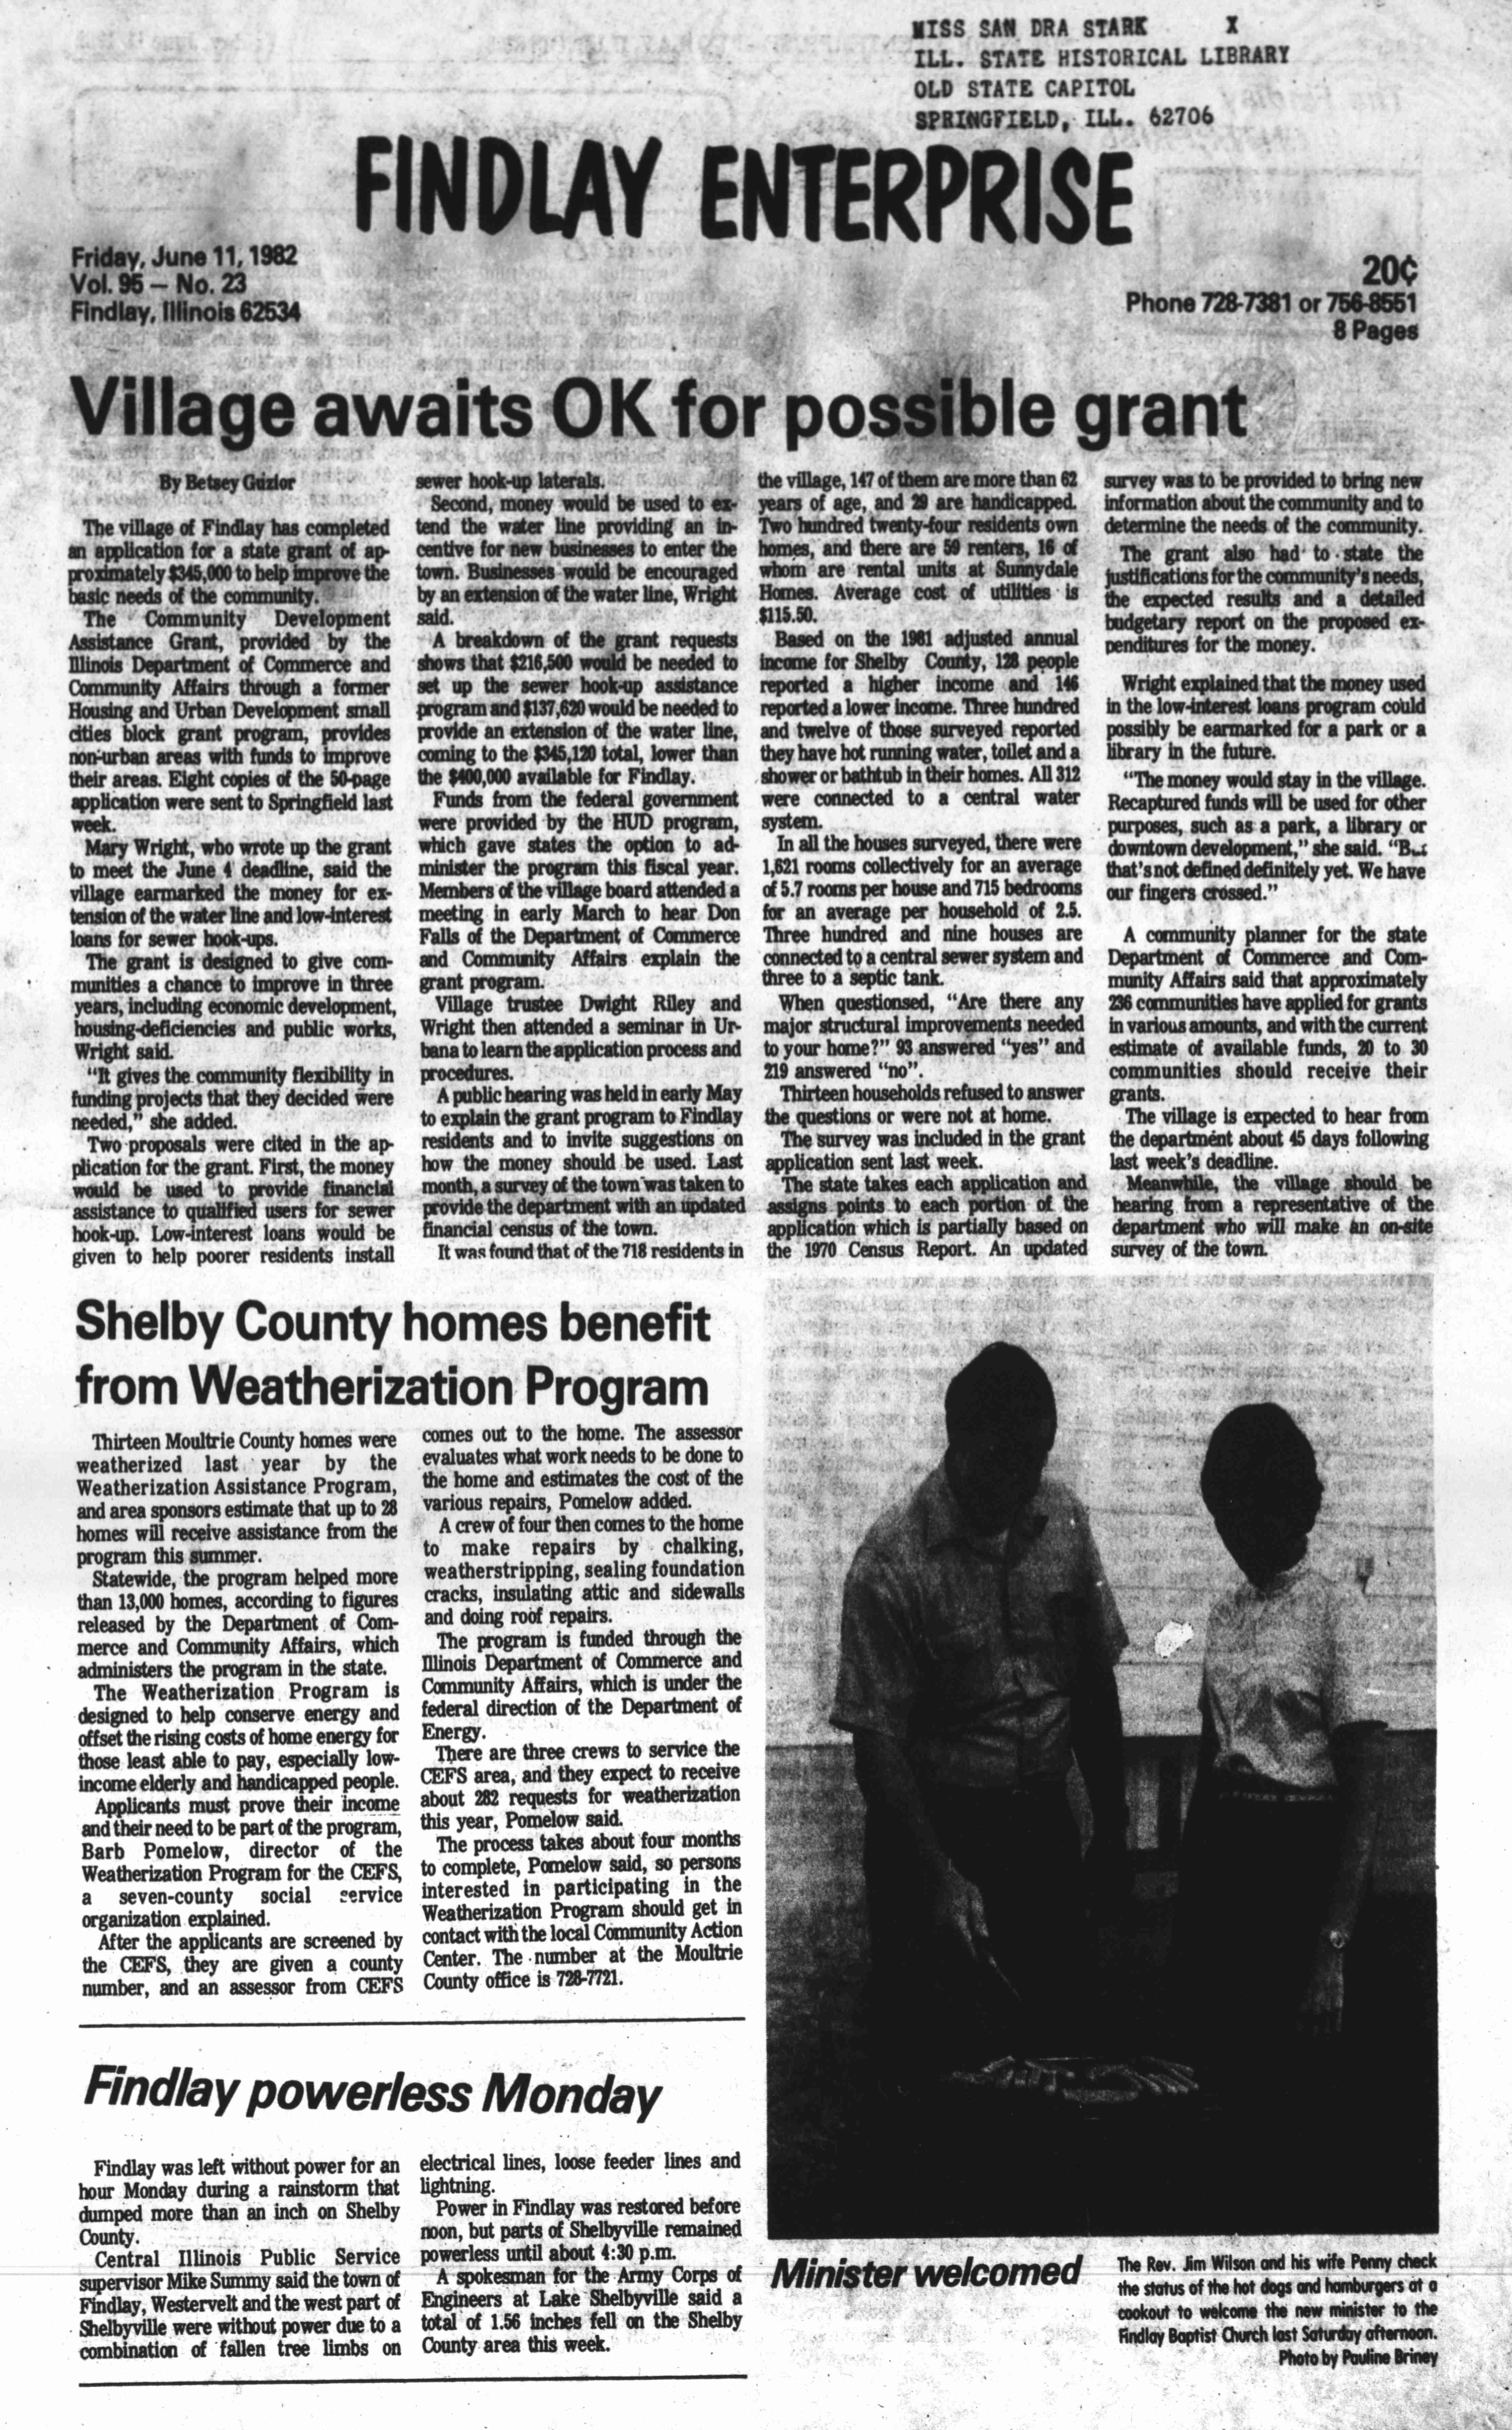 MISS SAN DRA STARK X
ILL. STATE HISTORICAL LIBRARY
OLD STATE CAPITOL
SPRINGFIELD, ILL. 62706
FINDLAY ENTERPRISE
Friday, June 11, 1982
Vol. 95 — No. 23
Findlay, Illinois 62534
20¢
Phone 728-7381 or 756-8551
8 Pages
Village awaits OK for possible grant
By Betsey Guzior
The village of Findlay has completed
an application for a state grant of ap-
proximately $345,000 to help improve the
basic needs of the community.
The Community Development
Assistance Grant, provided by the
Illinois Department of Commerce and
Community Affairs through a former
Housing and Urban Development small
cities block grant program, provides
non-urban areas with funds to improve
their areas. Eight copies of the 50-page
application were sent to Springfield last
week.
Mary Wright, who wrote up the grant
to meet the June 4 deadline, said the
village earmarked the money for ex-
tension of the water line and low-interest
loans for sewer hook-ups.
The grant is designed to give com-
munities a chance to improve in three
years, including economic development,
housing-deficiencies and public works,
Wright said.
"It gives the community flexibility in
funding projects that they decided were
needed," she added.
Two proposals were cited in the ap-
plication for the grant. First, the money
would be used to provide financial
assistance to qualified users for sewer
hook-up. Low-interest loans would be
given to help poorer residents install
sewer hook-up laterals.
Second, money would be used to ex-
tend the water line providing an in-
centive for new businesses to enter the
town. Businesses would be encouraged
by an extension of the water line, Wright
said.
A breakdown of the grant requests
shows that $216,500 would be needed to
set up the sewer hook-up assistance
program and $137,620 would be needed to
provide an extension of the water line,
coming to the $345,120 total, lower than
the $400,000 available for Findlay.
Funds from the federal government
were provided by the HUD program,
which gave states the option to ad-
minister the program this fiscal year.
Members of the village board attended a
meeting in early March to hear Don
Falls of the Department of Commerce
and Community Affairs explain the
grant program.
Village trustee Dwight Riley and
Wright then attended a seminar in Ur-
bana to learn the application process and
procedures.
A public hearing was held in early May
to explain the grant program to Findlay
residents and to invite suggestions on
how the money should be used. Last
month, a survey of the town was taken to
provide the department with an updated
financial census of the town.
It was found that of the 718 residents in
the village, 147 of them are more than 62
years of age, and 29 are handicapped.
Two hundred twenty-four residents own
homes, and there are 59 renters, 16 of
whom are rental units at Sunnydale
Homes. Average cost of utilities is
$115.50.
Based on the 1981 adjusted annual
income for Shelby County, 128 people
reported a higher income and 146
reported a lower income. Three hundred
and twelve of those surveyed reported
they have hot running water, toilet and a
shower or bathtub in their homes. All 312
were connected to a central water
system.
In all the houses surveyed, there were
1,621 rooms collectively for an average
of 5.7 rooms per house and 715 bedrooms
for an average per household of 2.5.
Three hundred and nine houses are
connected to a central sewer system and
three to a septic tank.
When questionsed, "Are there any
major structural improvements needed
to your home?" 93 answered "yes" and
219 answered "no".
Thirteen households refused to answer
the questions or were not at home.
The survey was included in the grant
application sent last week.
The state takes each application and
assigns points to each portion of the
application which is partially based on
the 1970 Census Report. An updated
survey was to be provided to bring new
information about the community and to
determine the needs of the community.
The grant also had to state the
justifications for the community's needs,
the expected results and a detailed
budgetary report on the proposed ex-
penditures for the money.
Wright explained that the money used
in the low-interest loans program could
possibly be earmarked for a park or a
library in the future.
"The money would stay in the village.
Recaptured funds will be used for other
purposes, such as a park, a library or
downtown development," she said. "But
that's not defined definitely yet. We have
our fingers crossed."
A community planner for the state
Department of Commerce and Com-
munity Affairs said that approximately
236 communities have applied for grants
in various amounts, and with the current
estimate of available funds, 20 to 30
communities should receive their
grants.
The village is expected to hear from
the department about 45 days following
last week's deadline.
Meanwhile, the village should be
hearing from a representative of the
department who will make an on-site
survey of the town.
Shelby County homes benefit
from Weatherization Program
Thirteen Moultrie County homes were
weatherized last year by the
Weatherization Assistance Program,
and area sponsors estimate that up to 28
homes will receive assistance from the
program this summer.
Statewide, the program helped more
than 13,000 homes, according to figures
released by the Department of Com-
merce and Community Affairs, which
administers the program in the state.
The Weatherization Program is
designed to help conserve energy and
offset the rising costs of home energy for
those least able to pay, especially low-
income elderly and handicapped people.
Applicants must prove their income
and their need to be part of the program,
Barb Pomelow, director of the
Weatherization Program for the CEFS,
a seven-county social service
organization explained.
After the applicants are screened by
the CEFS, they are given a county
number, and an assessor from CEFS
comes out to the home. The assessor
evaluates what work needs to be done to
the home and estimates the cost of the
various repairs, Pomelow added.
A crew of four then comes to the home
to make repairs by chalking,
weatherstripping, sealing foundation
cracks, insulating attic and sidewalls
and doing roof repairs.
The program is funded through the
Illinois Department of Commerce and
Community Affairs, which is under the
federal direction of the Department of
Energy.
There are three crews to service the
CEFS area, and they expect to receive
about 282 requests for weatherization
this year, Pomelow said.
The process takes about four months
to complete, Pomelow said, so persons
interested in participating in the
Weatherization Program should get in
contact with the local Community Action
Center. The number at the Moultrie
County office is 728-7721.
Findlay powerless Monday
Findlay was left without power for an
hour Monday during a rainstorm that
dumped more than an inch on Shelby
County.
Central Illinois Public Service
supervisor Mike Summy said the town of
Findlay, Westervelt and the west part of
Shelbyville were without power due to a
combination of fallen tree limbs on
electrical lines, loose feeder lines and
lightning.
Power in Findlay was restored before
noon, but parts of Shelbyville remained
powerless until about 4:30 p.m.
A spokesman for the Army Corps of
Engineers at Lake Shelbyville said a
total of 1.56 inches fell on the Shelby
County area this week.
Minister welcomed
The Rev. Jim Wilson and his wife Penny check
the status of the hot dogs and hamburgers at a
cookout to welcome the new minister to the
Findlay Baptist Church last Saturday afternoon.
Photo by Pauline Briney